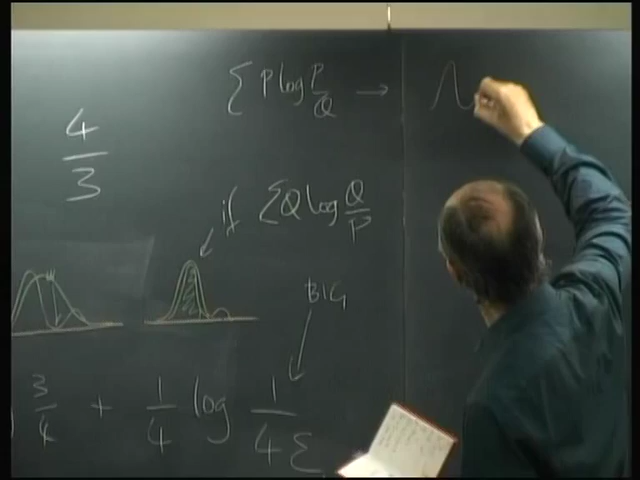 Σ P log P/Q →
4/3
if Σ Q log Q/P
BIG
) 3/4 + 1/4 log 1/4ε